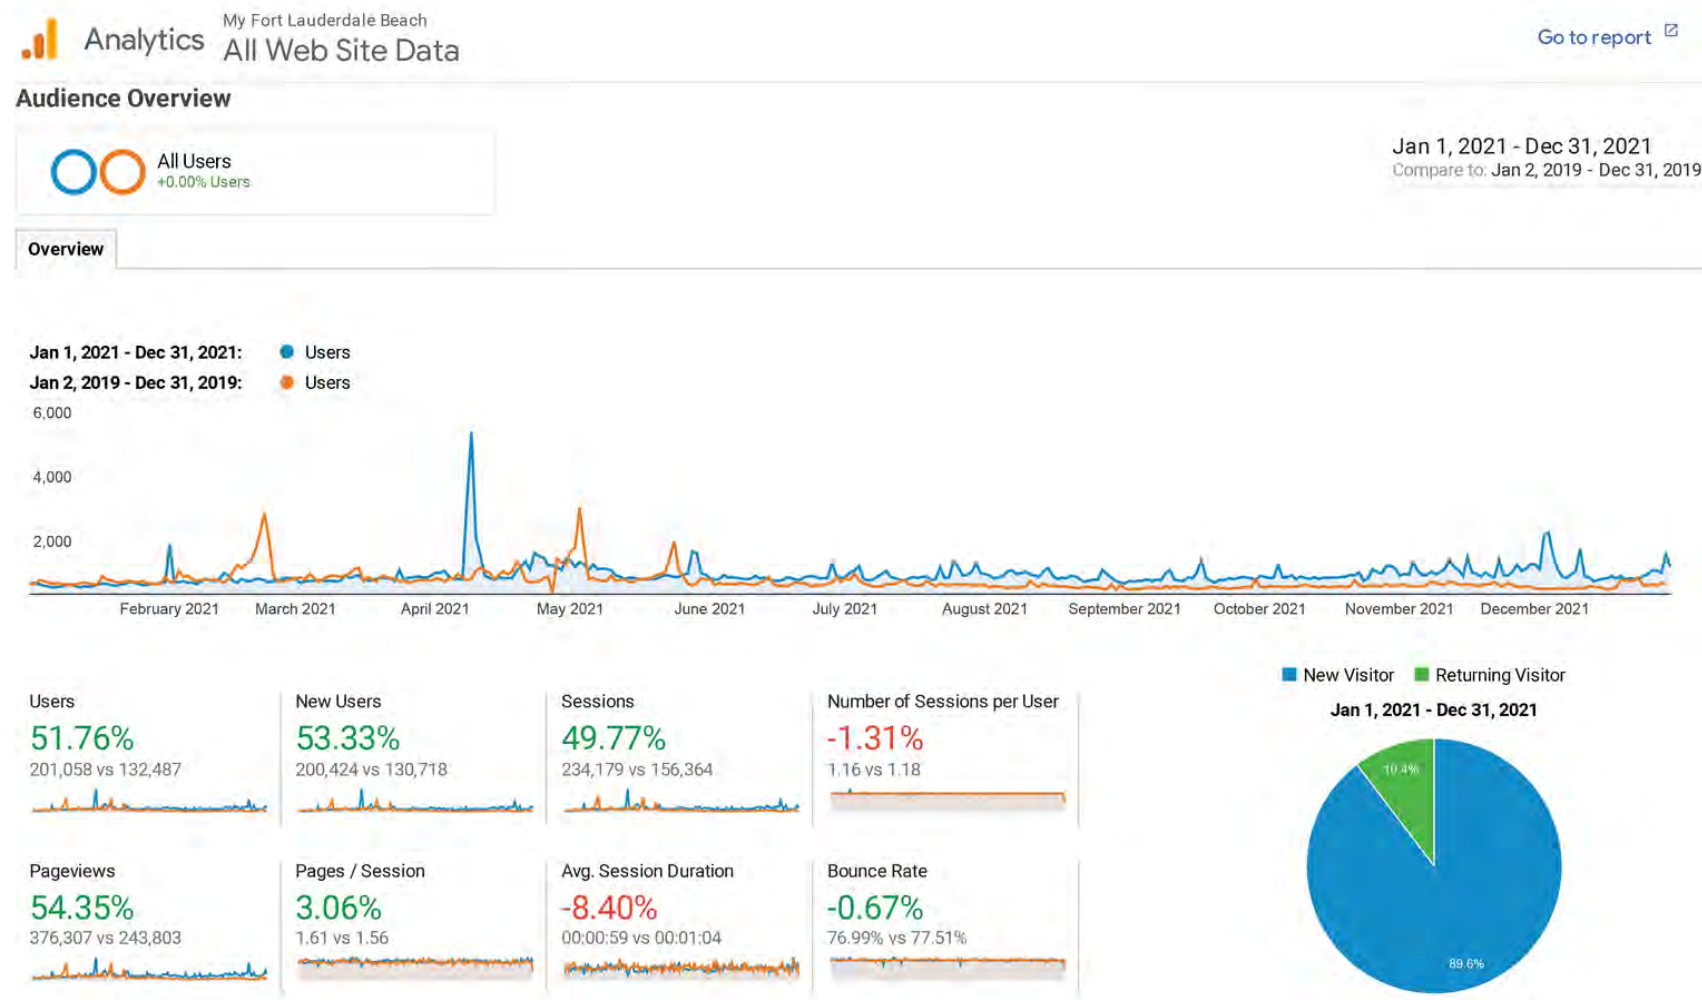 My Fort Lauderdale Beach
Analytics All Web Site Data
Go to report
Audience Overview
All Users
+0.00% Users
Jan 1, 2021 - Dec 31, 2021
Compare to: Jan 2, 2019 - Dec 31, 2019
Overview
Jan 1, 2021 - Dec 31, 2021: Users
Jan 2, 2019 - Dec 31, 2019: Users
6,000
4,000
2,000
February 2021 March 2021 April 2021 May 2021 June 2021 July 2021 August 2021 September 2021 October 2021 November 2021 December 2021
Users
51.76%
201,058 vs 132,487
New Users
53.33%
200,424 vs 130,718
Sessions
49.77%
234,179 vs 156,364
Number of Sessions per User
-1.31%
1.16 vs 1.18
Pageviews
54.35%
376,307 vs 243,803
Pages / Session
3.06%
1.61 vs 1.56
Avg. Session Duration
-8.40%
00:00:59 vs 00:01:04
Bounce Rate
-0.67%
76.99% vs 77.51%
New Visitor Returning Visitor
Jan 1, 2021 - Dec 31, 2021
10.4%
89.6%